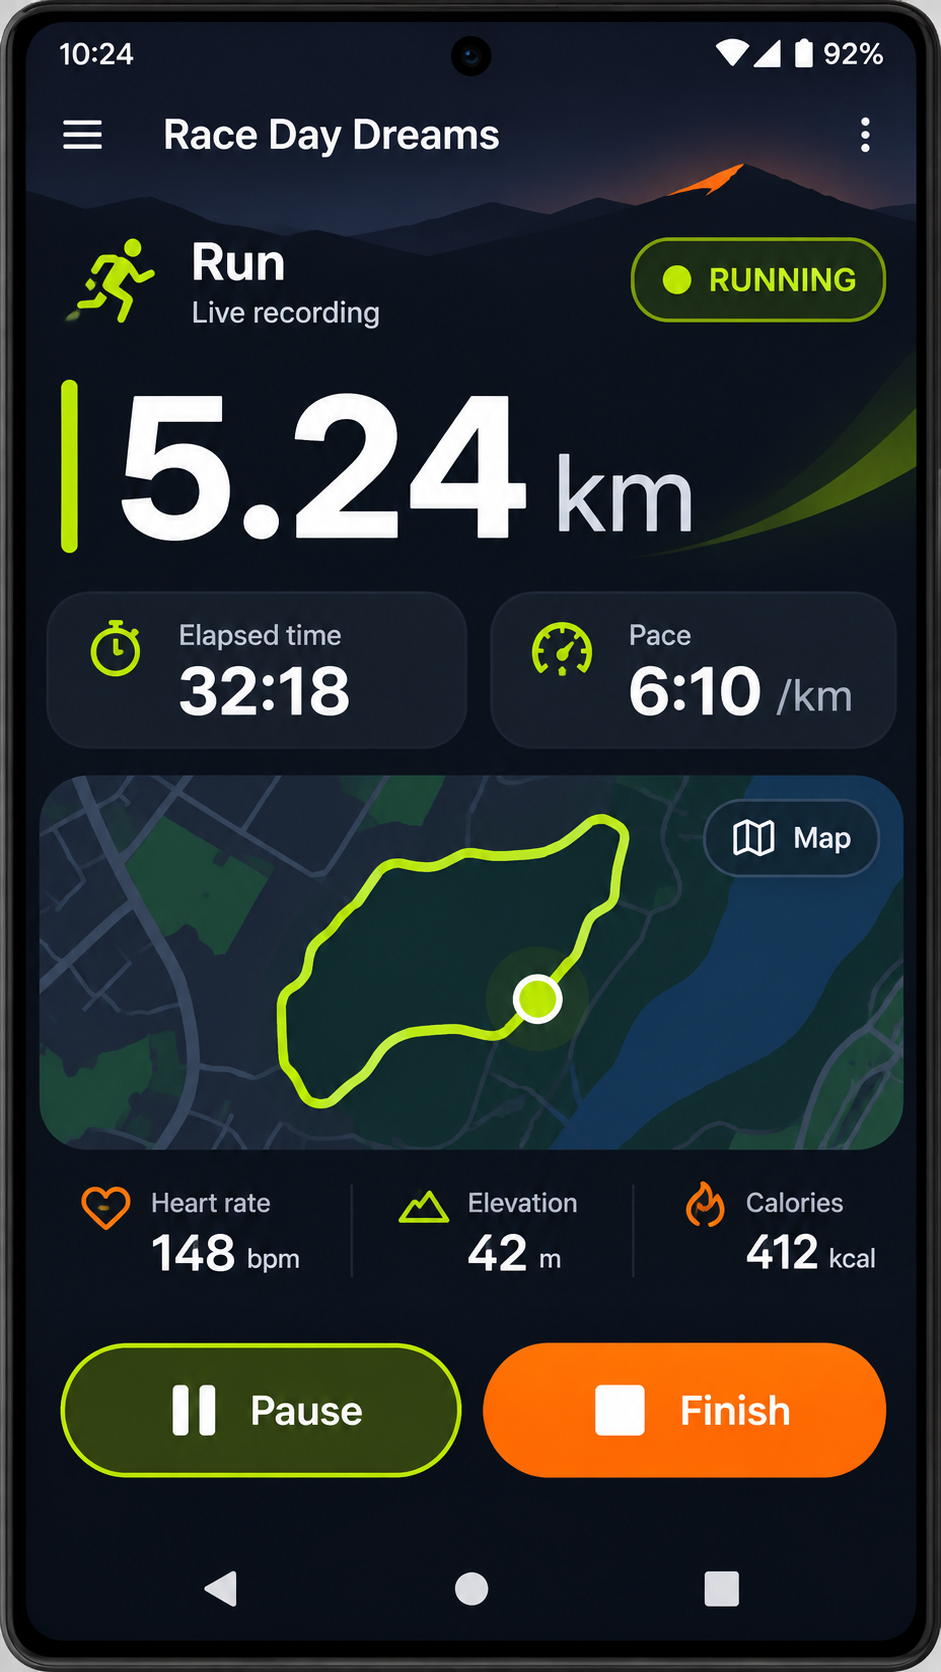 10:24
92%
Race Day Dreams
Run
Live recording
RUNNING
5.24 km
Elapsed time
32:18
Pace
6:10 /km
Map
Heart rate
148 bpm
Elevation
42 m
Calories
412 kcal
Pause
Finish